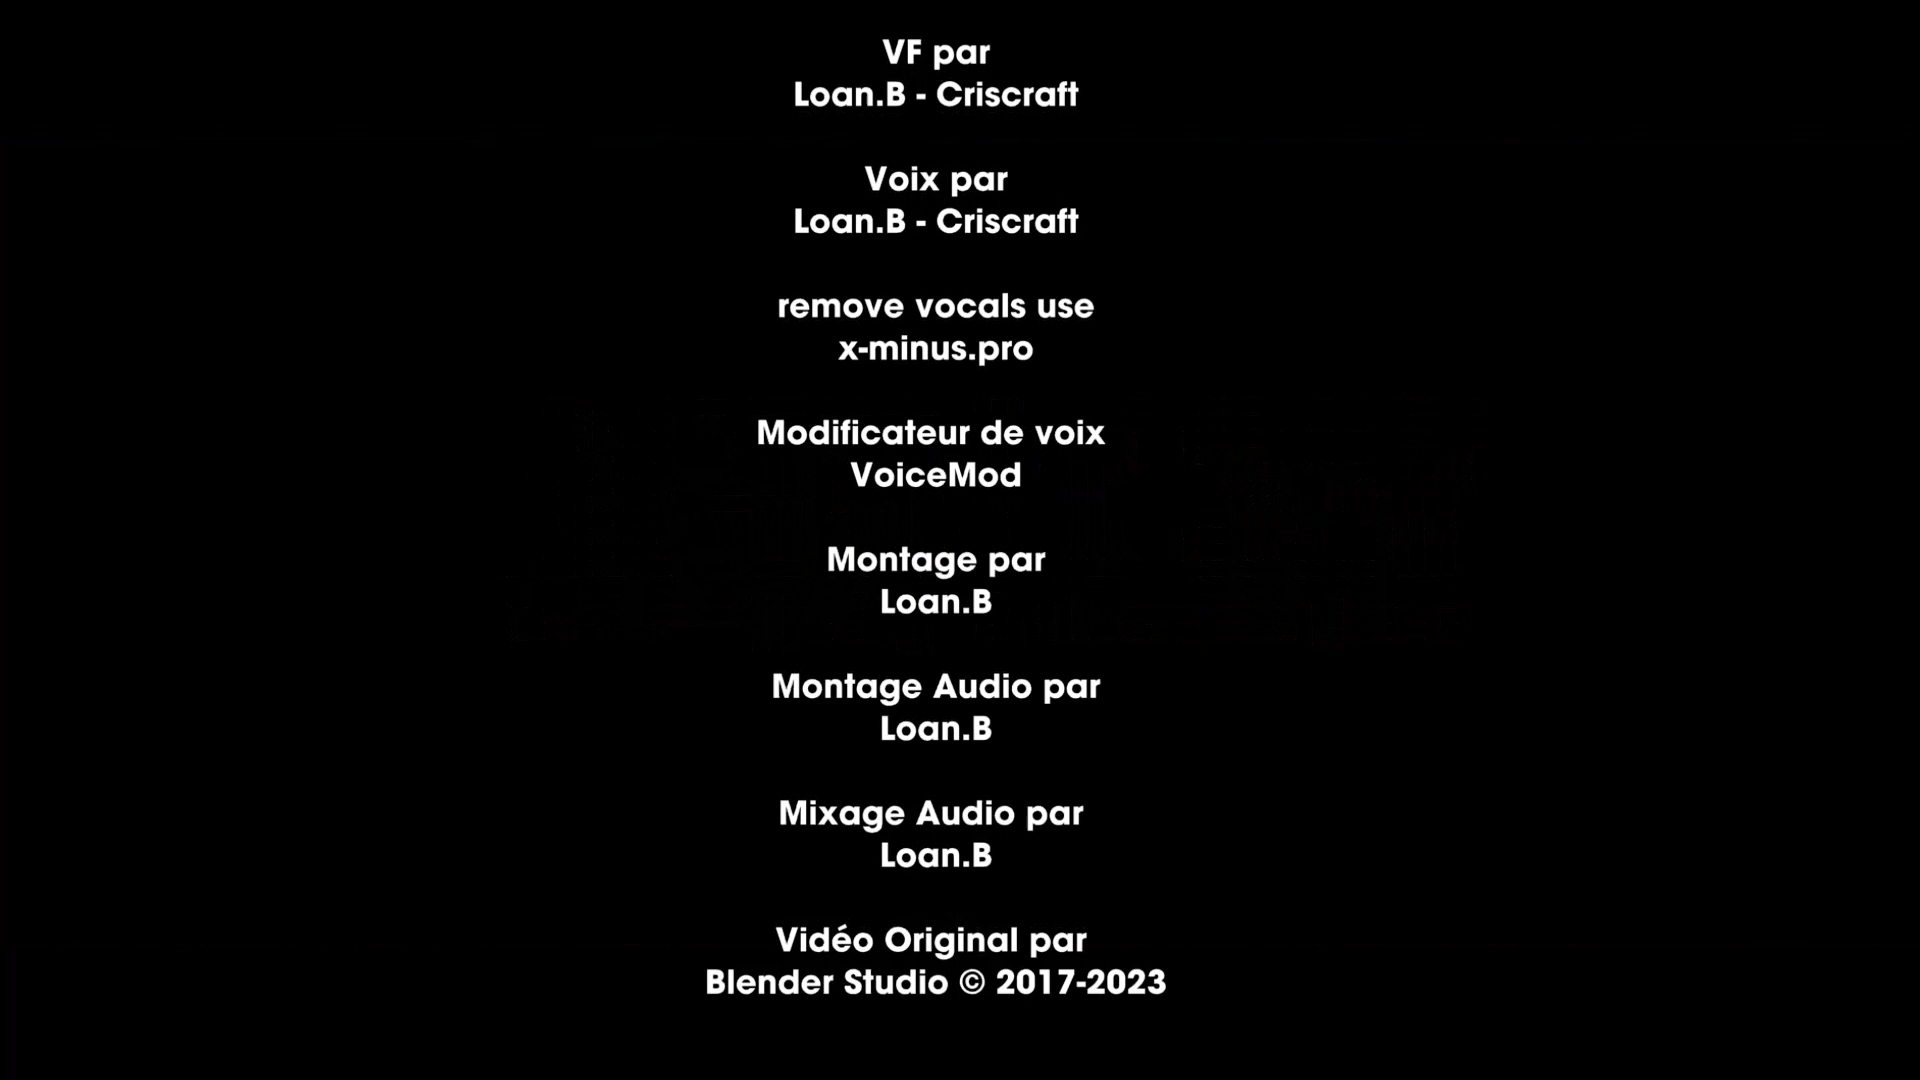 VF par
Loan.B - Criscraft
Voix par
Loan.B - Criscraft
remove vocals use
x-minus.pro
Modificateur de voix
VoiceMod
Montage par
Loan.B
Montage Audio par
Loan.B
Mixage Audio par
Loan.B
Vidéo Original par
Blender Studio © 2017-2023